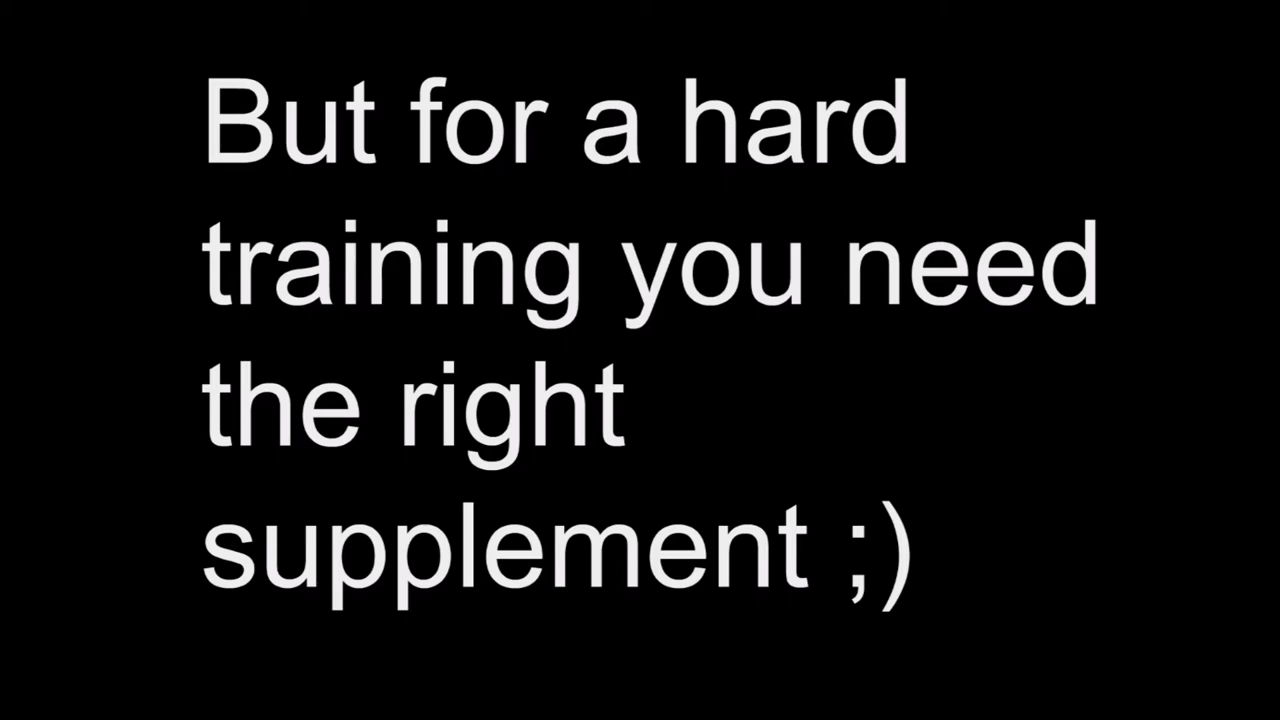 But for a hard
training you need
the right
supplement ;)